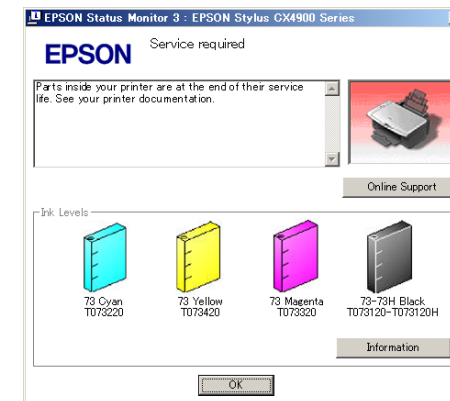 EPSON Status Monitor 3 : EPSON Stylus CX4900 Series
EPSON
Service required
Parts inside your printer are at the end of their service
life. See your printer documentation.
Online Support
Ink Levels
73 Cyan
T073220
73 Yellow
T073420
73 Magenta
T073320
73-73H Black
T073120-T073120H
Information
OK